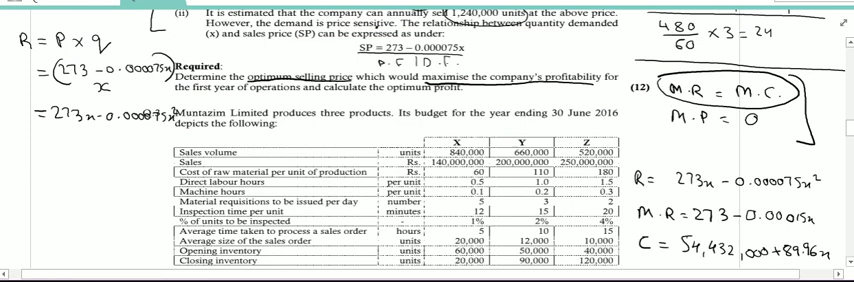 (ii) It is estimated that the company can annually sell 1,240,000 units at the above price.
However, the demand is price sensitive. The relationship between quantity demanded
(x) and sales price (SP) can be expressed as under:
SP = 273 – 0.000075x
D.F | D.F.
Required:
Determine the optimum selling price which would maximise the company's profitability for
the first year of operations and calculate the optimum profit. (12)
R = P × q
= (273 - 0.000075x)
x
= 273x - 0.000075x²
480/60 × 3 = 24
M.R = M.C.
M.P = 0
Muntazim Limited produces three products. Its budget for the year ending 30 June 2016
depicts the following:
X Y Z
Sales volume units 840,000 660,000 520,000
Sales Rs. 140,000,000 200,000,000 250,000,000
Cost of raw material per unit of production Rs. 60 110 180
Direct labour hours per unit 0.5 1.0 1.5
Machine hours per unit 0.1 0.2 0.3
Material requisitions to be issued per day number 5 3 2
Inspection time per unit minutes 12 15 20
% of units to be inspected - 1% 2% 4%
Average time taken to process a sales order hours 5 10 15
Average size of the sales order units 20,000 12,000 10,000
Opening inventory units 60,000 50,000 40,000
Closing inventory units 20,000 90,000 120,000
R = 273x - 0.000075x²
M.R = 273 - 0.00015x
C = 54,432,000 + 89.96x